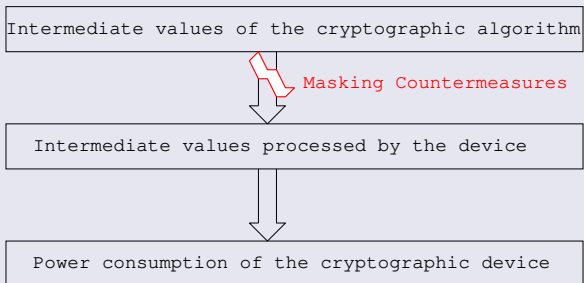 Intermediate values of the cryptographic algorithm
Masking Countermeasures
Intermediate values processed by the device
Power consumption of the cryptographic device